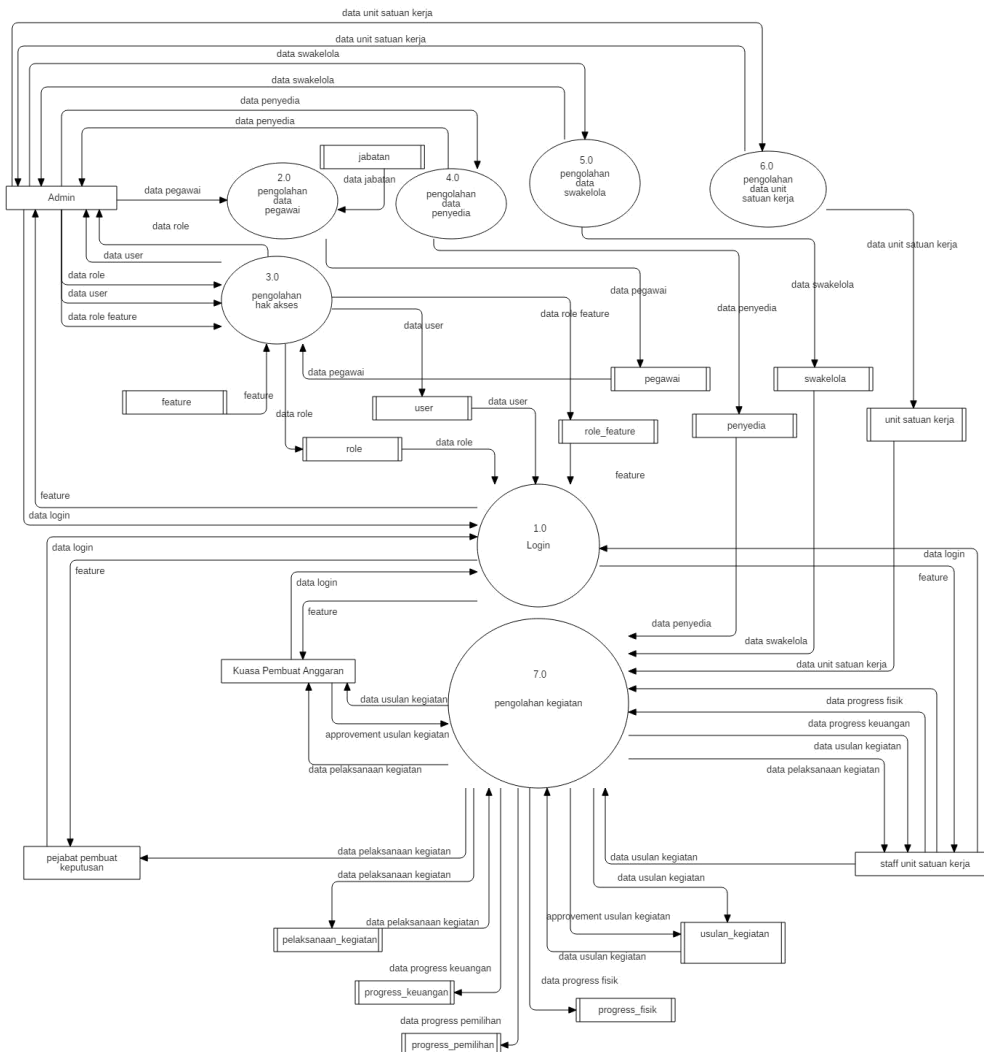 data unit satuan kerja
data unit satuan kerja
data swakelola
data swakelola
data penyedia
data penyedia
jabatan
data jabatan
2.0
pengolahan
data
pegawai
4.0
pengolahan
data
penyedia
5.0
pengolahan
data
swakelola
6.0
pengolahan
data unit
satuan kerja
Admin
data pegawai
data role
data user
data role
data user
data role feature
3.0
pengolahan
hak akses
data unit satuan kerja
data swakelola
data pegawai
data penyedia
data role feature
data user
data pegawai
pegawai
swakelola
feature
feature
data role
user
data user
role_feature
penyedia
unit satuan kerja
role
data role
feature
feature
data login
1.0
Login
data login
feature
data login
feature
data login
feature
data penyedia
data swakelola
data unit satuan kerja
Kuasa Pembuat Anggaran
7.0
pengolahan kegiatan
data usulan kegiatan
approvement usulan kegiatan
data pelaksanaan kegiatan
data progress fisik
data progress keuangan
data usulan kegiatan
data pelaksanaan kegiatan
pejabat pembuat
keputusan
data pelaksanaan kegiatan
data usulan kegiatan
staff unit satuan kerja
data pelaksanaan kegiatan
data usulan kegiatan
data pelaksanaan kegiatan
approvement usulan kegiatan
pelaksanaan_kegiatan
usulan_kegiatan
data usulan kegiatan
data progress keuangan
data progress fisik
progress_keuangan
progress_fisik
data progress pemilihan
progress_pemilihan